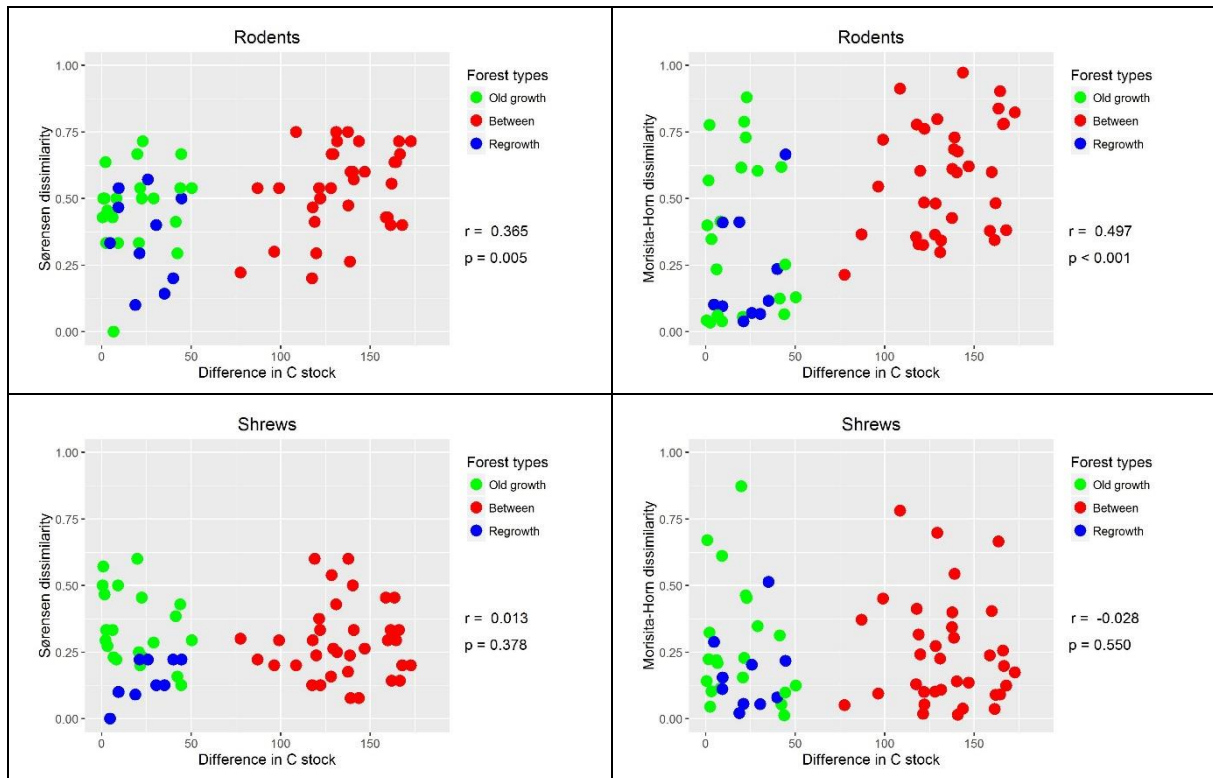 Rodents
Sørensen dissimilarity
1.00
0.75
0.50
0.25
0.00
0
50
100
150
Difference in C stock
Forest types
Old growth
Between
Regrowth
r = 0.365
p = 0.005
Rodents
Morisita-Horn dissimilarity
1.00
0.75
0.50
0.25
0.00
0
50
100
150
Difference in C stock
Forest types
Old growth
Between
Regrowth
r = 0.497
p < 0.001
Shrews
Sørensen dissimilarity
1.00
0.75
0.50
0.25
0.00
0
50
100
150
Difference in C stock
Forest types
Old growth
Between
Regrowth
r = 0.013
p = 0.378
Shrews
Morisita-Horn dissimilarity
1.00
0.75
0.50
0.25
0.00
0
50
100
150
Difference in C stock
Forest types
Old growth
Between
Regrowth
r = -0.028
p = 0.550